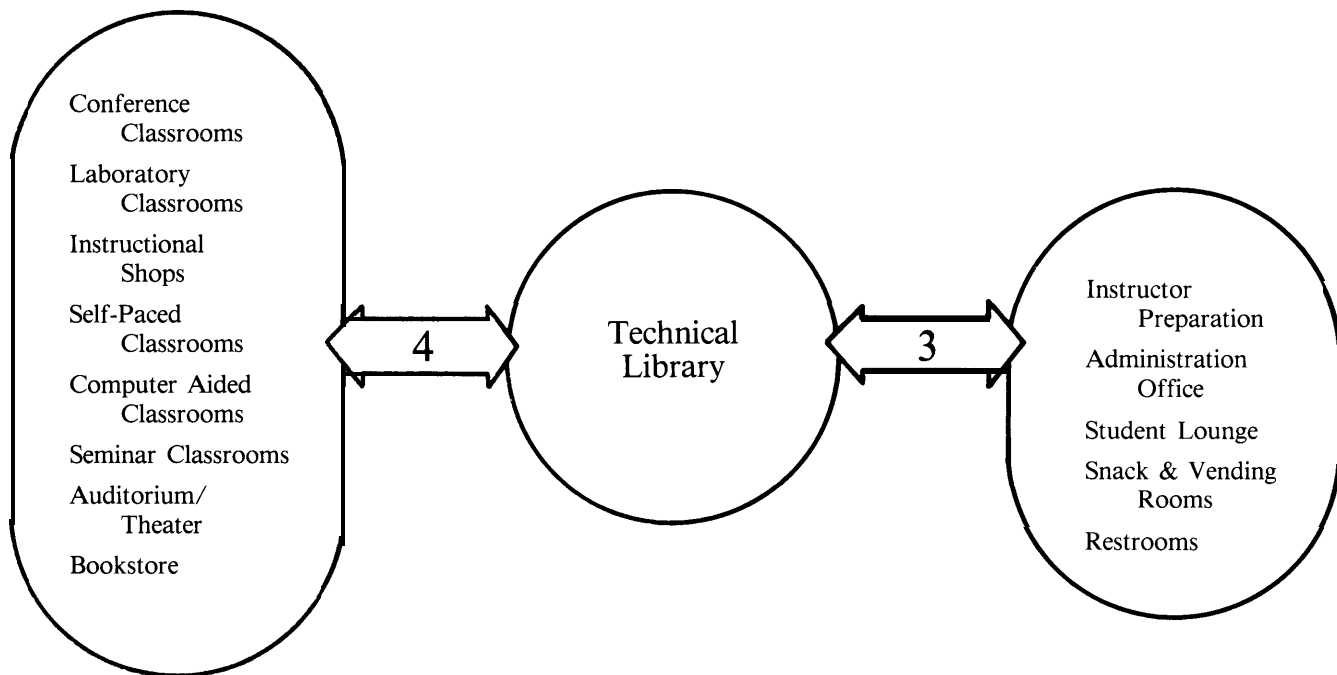 Conference
Classrooms
Laboratory
Classrooms
Instructional
Shops
Self-Paced
Classrooms
Computer Aided
Classrooms
Seminar Classrooms
Auditorium/
Theater
Bookstore
4
Technical
Library
3
Instructor
Preparation
Administration
Office
Student Lounge
Snack & Vending
Rooms
Restrooms